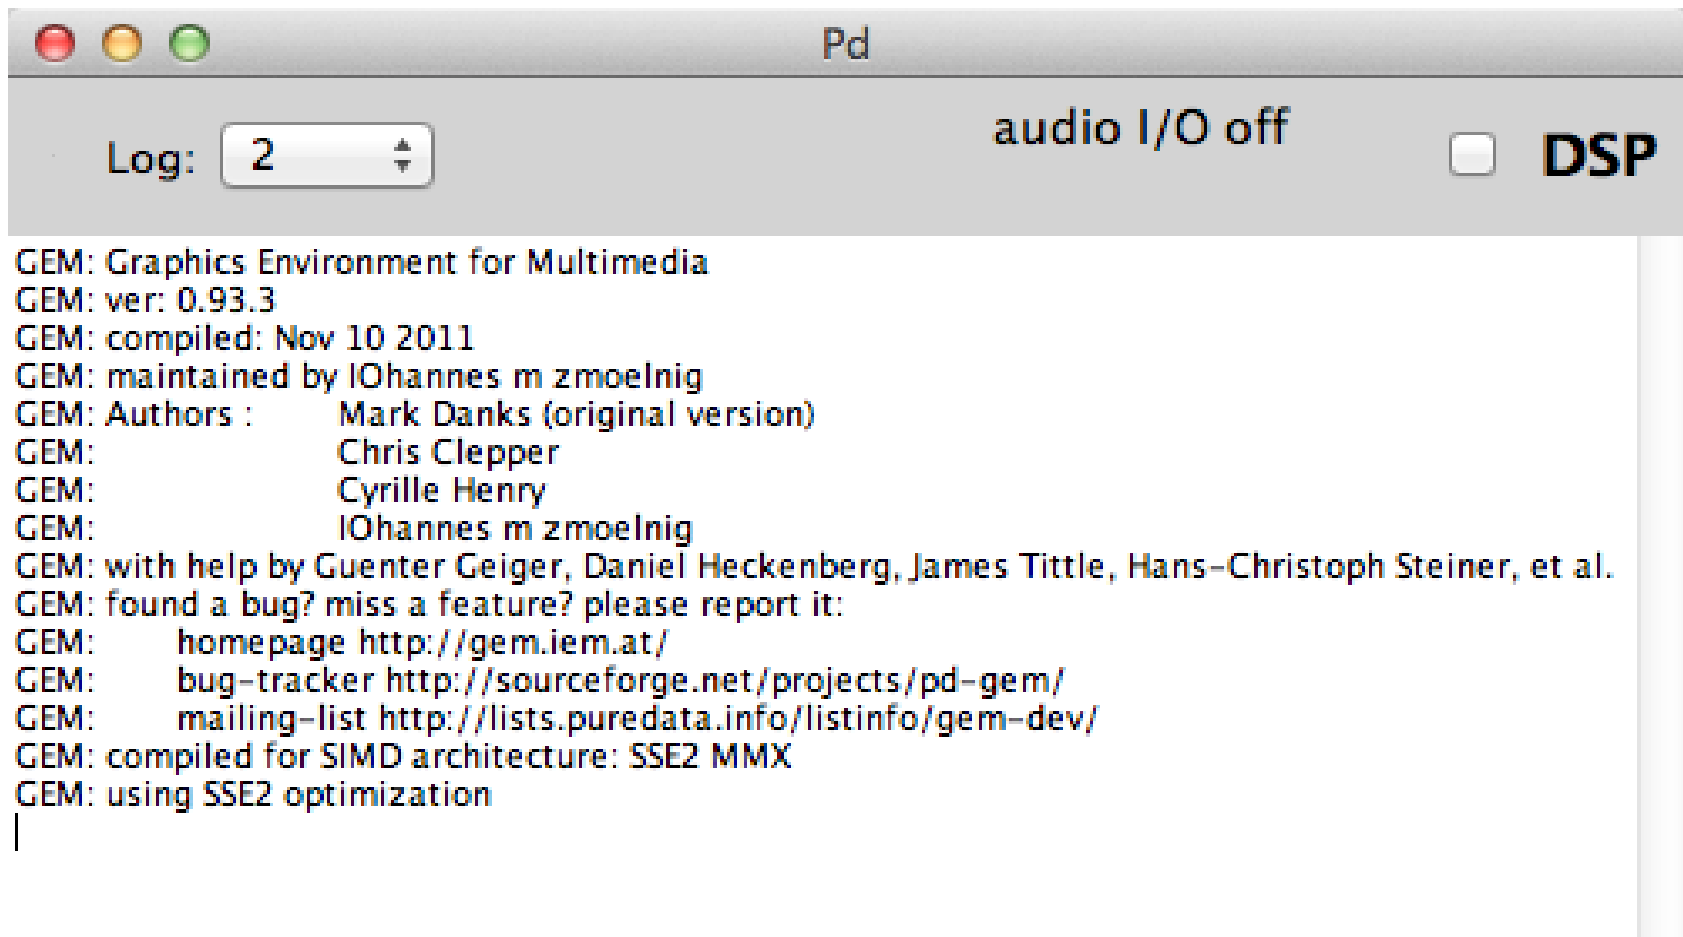 Pd
Log: 2 audio I/O off DSP
GEM: Graphics Environment for Multimedia
GEM: ver: 0.93.3
GEM: compiled: Nov 10 2011
GEM: maintained by IOhannes m zmoelnig
GEM: Authors : Mark Danks (original version)
GEM: Chris Clepper
GEM: Cyrille Henry
GEM: IOhannes m zmoelnig
GEM: with help by Guenter Geiger, Daniel Heckenberg, James Tittle, Hans-Christoph Steiner, et al.
GEM: found a bug? miss a feature? please report it:
GEM: homepage http://gem.iem.at/
GEM: bug-tracker http://sourceforge.net/projects/pd-gem/
GEM: mailing-list http://lists.puredata.info/listinfo/gem-dev/
GEM: compiled for SIMD architecture: SSE2 MMX
GEM: using SSE2 optimization